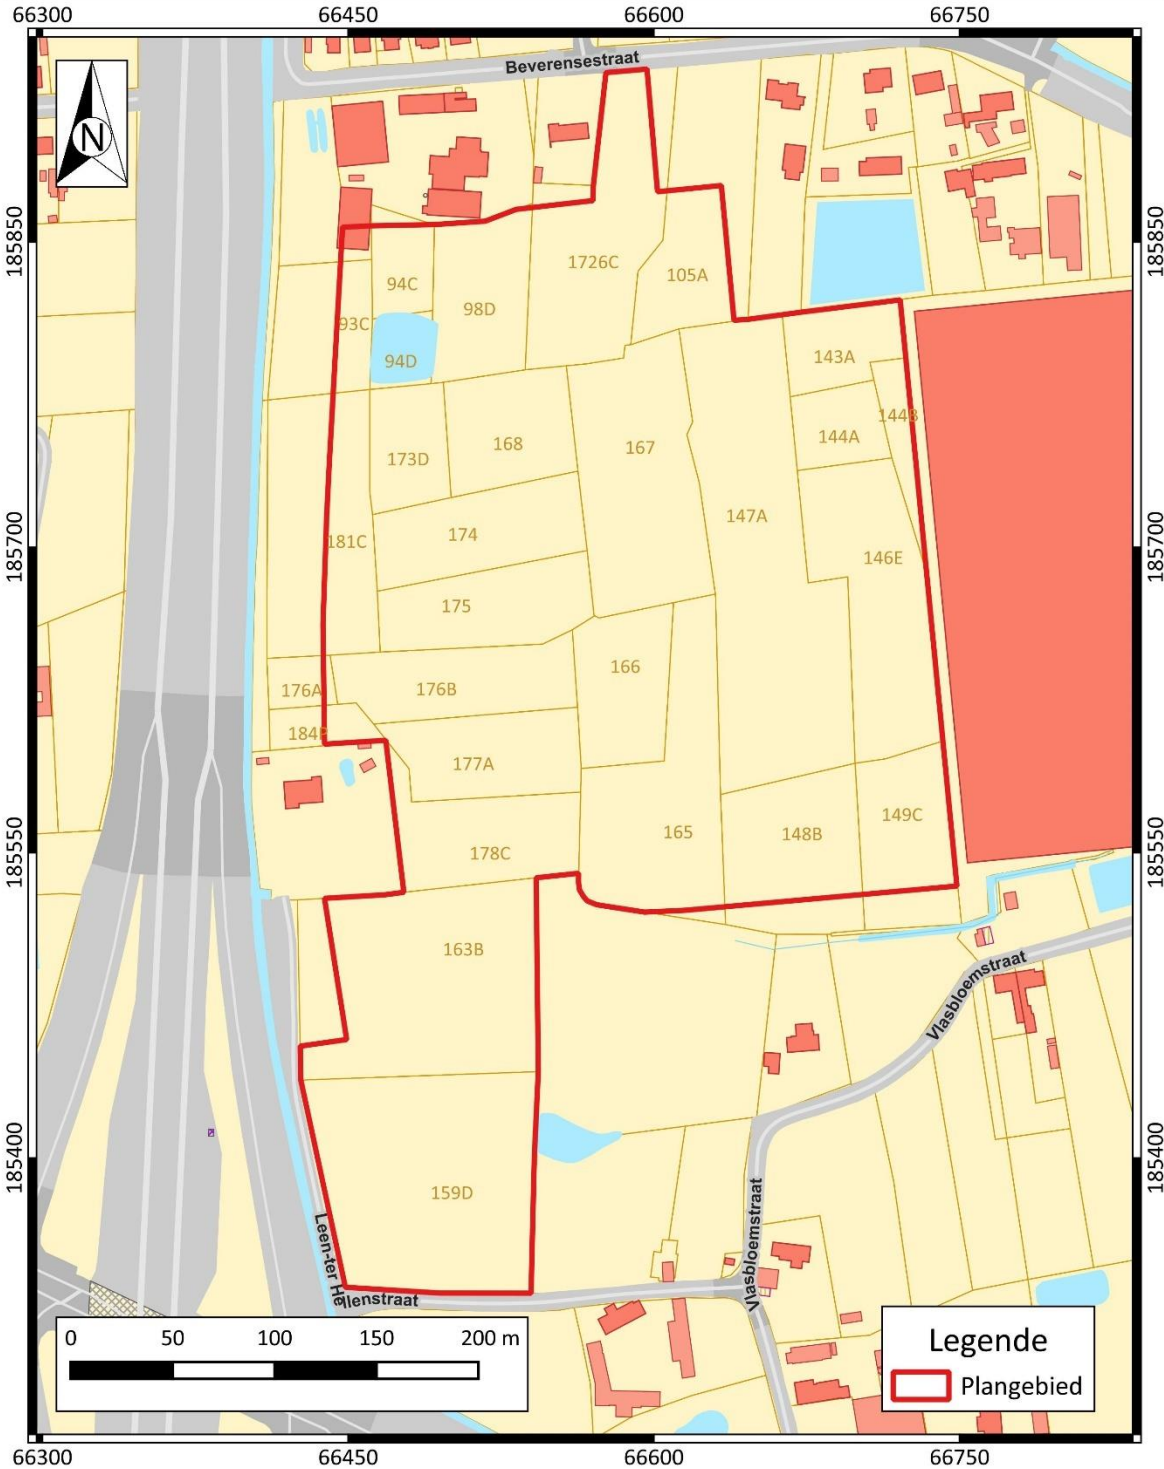 66300 66450 66600 66750
Beverensestraat
N
185850 185850
1726C
105A
94C
98D
93C
94D
143A
144B
144A
168
167
173D
147A
174
181C
146E
175
166
176A
176B
184P
177A
149C
165
148B
178C
163B
Vlasbloemstraat
159D
Vlasbloemstraat
Leen-ter He
llenstraat
185700 185700
185550 185550
185400 185400
0 50 100 150 200 m
Legende
Plangebied
66300 66450 66600 66750